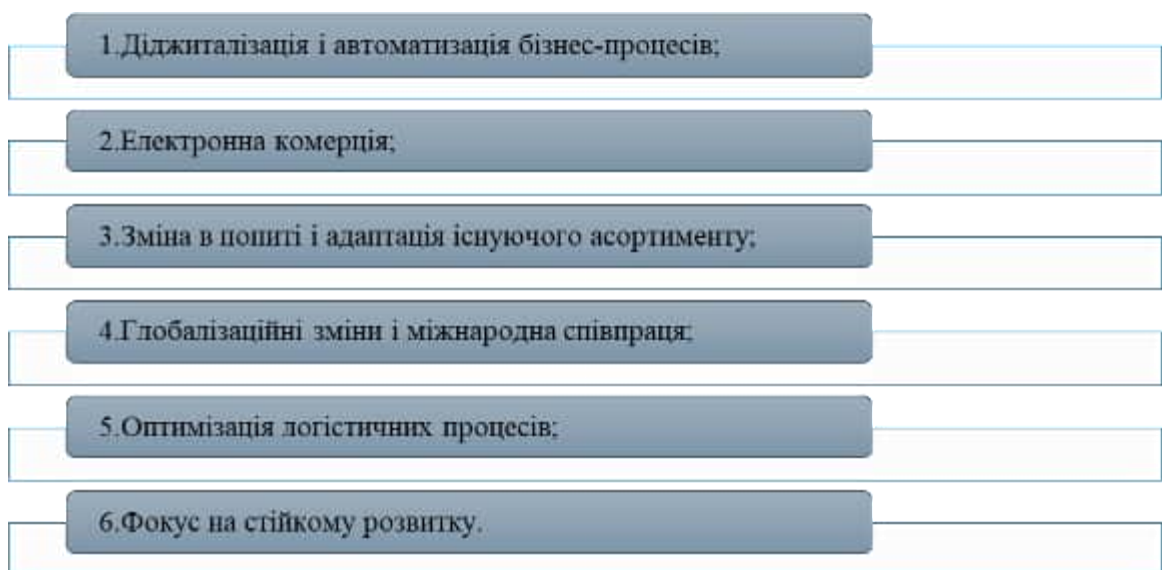 1.Діджиталізація і автоматизація бізнес-процесів;
2.Електронна комерція;
3.Зміна в попиті і адаптація існуючого асортименту;
4.Глобалізаційні зміни і міжнародна співпраця;
5.Оптимізація логістичних процесів;
6.Фокус на стійкому розвитку.